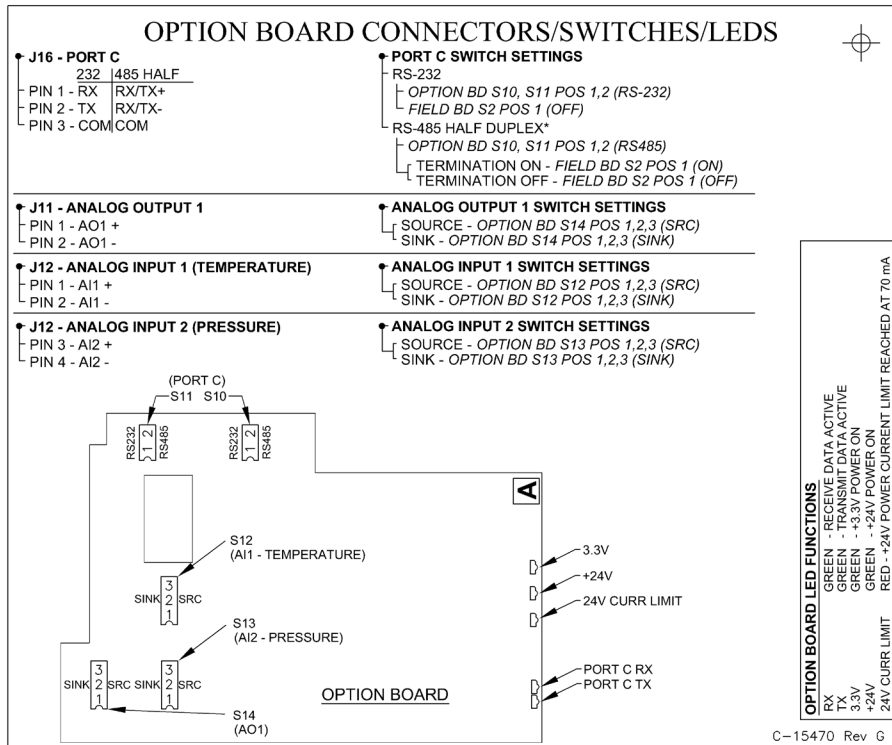 OPTION BOARD CONNECTORS/SWITCHES/LEDS
J16 - PORT C
232 485 HALF
PIN 1 - RX RX/TX+
PIN 2 - TX RX/TX-
PIN 3 - COM COM
PORT C SWITCH SETTINGS
RS-232
OPTION BD S10, S11 POS 1,2 (RS-232)
FIELD BD S2 POS 1 (OFF)
RS-485 HALF DUPLEX*
OPTION BD S10, S11 POS 1,2 (RS485)
TERMINATION ON - FIELD BD S2 POS 1 (ON)
TERMINATION OFF - FIELD BD S2 POS 1 (OFF)
J11 - ANALOG OUTPUT 1
PIN 1 - AO1 +
PIN 2 - AO1 -
ANALOG OUTPUT 1 SWITCH SETTINGS
SOURCE - OPTION BD S14 POS 1,2,3 (SRC)
SINK - OPTION BD S14 POS 1,2,3 (SINK)
J12 - ANALOG INPUT 1 (TEMPERATURE)
PIN 1 - AI1 +
PIN 2 - AI1 -
ANALOG INPUT 1 SWITCH SETTINGS
SOURCE - OPTION BD S12 POS 1,2,3 (SRC)
SINK - OPTION BD S12 POS 1,2,3 (SINK)
J12 - ANALOG INPUT 2 (PRESSURE)
PIN 3 - AI2 +
PIN 4 - AI2 -
ANALOG INPUT 2 SWITCH SETTINGS
SOURCE - OPTION BD S13 POS 1,2,3 (SRC)
SINK - OPTION BD S13 POS 1,2,3 (SINK)
(PORT C)
S11 S10
RS232 1 2 RS485
RS232 1 2 RS485
A
S12
(AI1 - TEMPERATURE)
SINK 3 2 1 SRC
S13
(AI2 - PRESSURE)
SINK 3 2 1 SRC
SINK 3 2 1 SRC
S14
(AO1)
OPTION BOARD
3.3V
+24V
24V CURR LIMIT
PORT C RX
PORT C TX
OPTION BOARD LED FUNCTIONS
RX GREEN - RECEIVE DATA ACTIVE
TX GREEN - TRANSMIT DATA ACTIVE
3.3V GREEN - +3.3V POWER ON
+24V GREEN - +24V POWER ON
24V CURR LIMIT RED - +24V POWER CURRENT LIMIT REACHED AT 70 mA
C-15470 Rev G